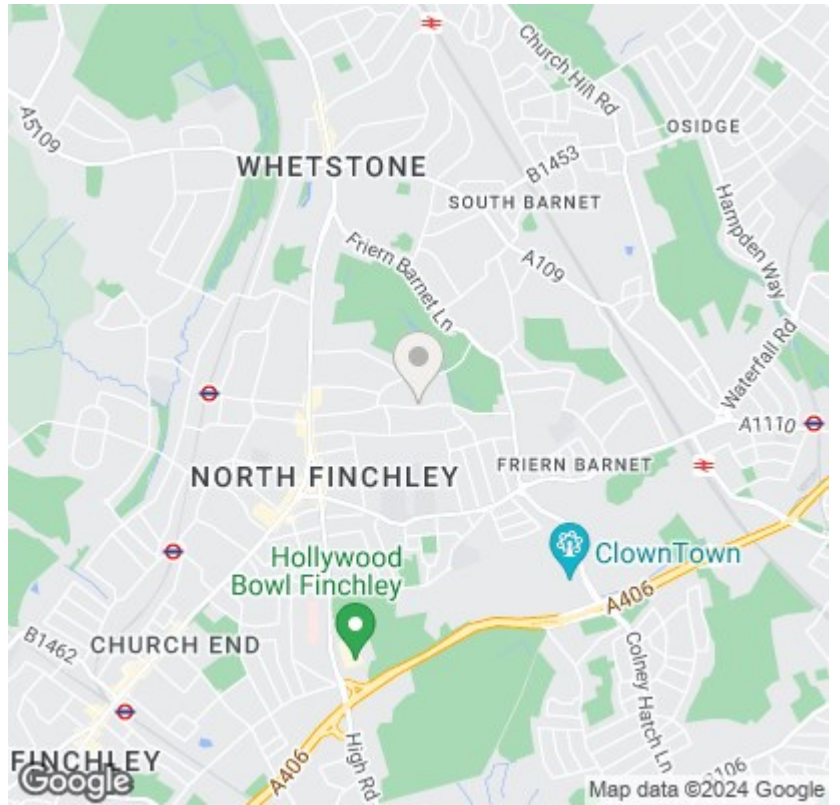 Church Hill Rd
A5109
OSIDGE
WHETSTONE
B1453
SOUTH BARNET
Hampden Way
Friern Barnet Ln
A109
Waterfall Rd
A1110
FRIERN BARNET
NORTH FINCHLEY
Hollywood
Bowl Finchley
ClownTown
A406
B1462
CHURCH END
Colney Hatch Ln
FINCHLEY
High Rd
A406
Google
Map data ©2024 Google